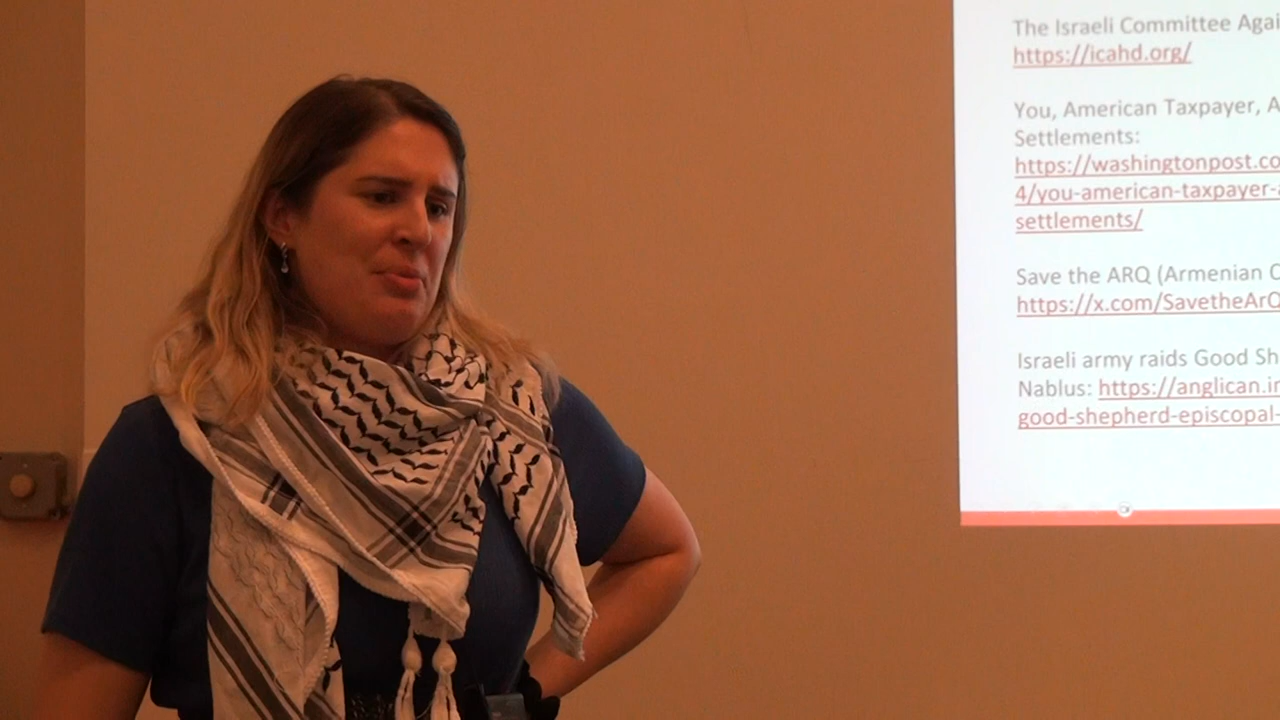 The Israeli Committee Agai
https://icahd.org/
You, American Taxpayer, A
Settlements:
https://washingtonpost.co
4/you-american-taxpayer-a
settlements/
Save the ARQ (Armenian
https://x.com/SavetheArQ
Israeli army raids Good Sh
Nablus: https://anglican.in
good-shepherd-episcopal-